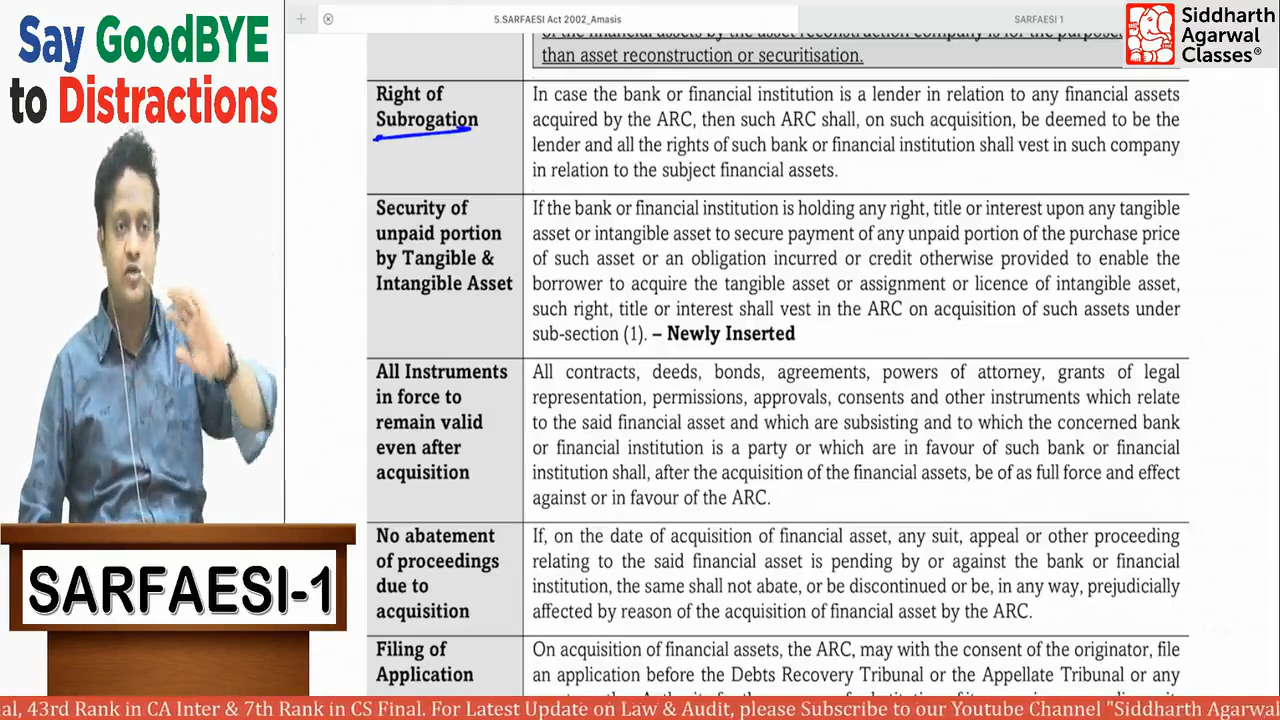 Say GoodBYE
to Distractions
5.SARFAESI Act 2002_Amasis
SARFAESI 1
Siddharth
Agarwal
Classes®
of the financial assets by the asset reconstruction company is for the purpose
than asset reconstruction or securitisation.
Right of
Subrogation
In case the bank or financial institution is a lender in relation to any financial assets
acquired by the ARC, then such ARC shall, on such acquisition, be deemed to be the
lender and all the rights of such bank or financial institution shall vest in such company
in relation to the subject financial assets.
Security of
unpaid portion
by Tangible &
Intangible Asset
If the bank or financial institution is holding any right, title or interest upon any tangible
asset or intangible asset to secure payment of any unpaid portion of the purchase price
of such asset or an obligation incurred or credit otherwise provided to enable the
borrower to acquire the tangible asset or assignment or licence of intangible asset,
such right, title or interest shall vest in the ARC on acquisition of such assets under
sub-section (1). – Newly Inserted
All Instruments
in force to
remain valid
even after
acquisition
All contracts, deeds, bonds, agreements, powers of attorney, grants of legal
representation, permissions, approvals, consents and other instruments which relate
to the said financial asset and which are subsisting and to which the concerned bank
or financial institution is a party or which are in favour of such bank or financial
institution shall, after the acquisition of the financial assets, be of as full force and effect
against or in favour of the ARC.
No abatement
of proceedings
due to
acquisition
If, on the date of acquisition of financial asset, any suit, appeal or other proceeding
relating to the said financial asset is pending by or against the bank or financial
institution, the same shall not abate, or be discontinued or be, in any way, prejudicially
affected by reason of the acquisition of financial asset by the ARC.
Filing of
Application
On acquisition of financial assets, the ARC, may with the consent of the originator, file
an application before the Debts Recovery Tribunal or the Appellate Tribunal or any
SARFAESI-1
43rd Rank in CA Inter & 7th Rank in CS Final. For Latest Update on Law & Audit, please Subscribe to our Youtube Channel "Siddharth Agarwal